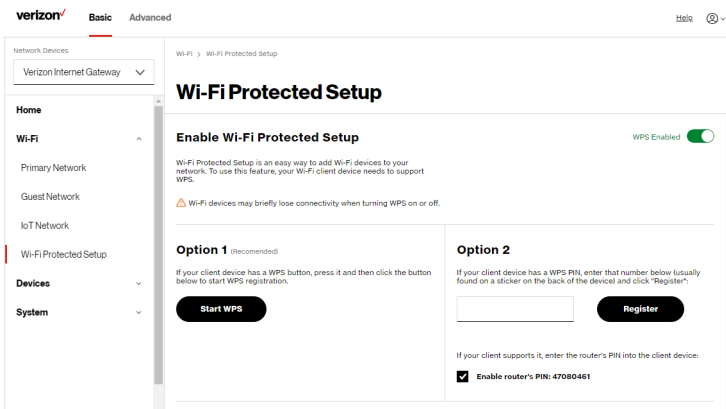 verizon✓
Basic
Advanced
Help
Network Devices
Verizon Internet Gateway
Home
Wi-Fi
Primary Network
Guest Network
IoT Network
Wi-Fi Protected Setup
Devices
System
Wi-Fi > Wi-Fi Protected Setup
Wi-Fi Protected Setup
Enable Wi-Fi Protected Setup
WPS Enabled
Wi-Fi Protected Setup is an easy way to add Wi-Fi devices to your
network. To use this feature, your Wi-Fi client device needs to support
WPS.
Wi-Fi devices may briefly lose connectivity when turning WPS on or off.
Option 1 (Recomended)
If your client device has a WPS button, press it and then click the button
below to start WPS registration.
Start WPS
Option 2
If your client device has a WPS PIN, enter that number below (usually
found on a sticker on the back of the device) and click "Register":
Register
If your client supports it, enter the router's PIN into the client device:
Enable router's PIN: 47080461